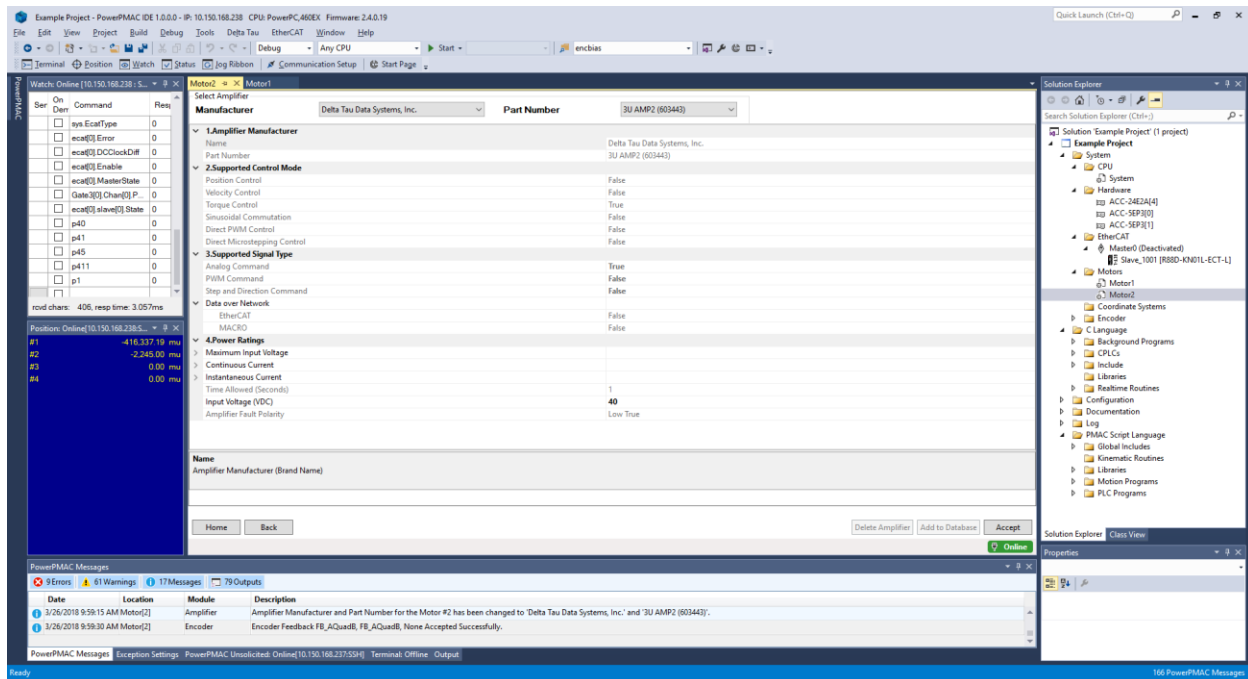 Example Project - PowerPMAC IDE 1.0.0.0 - IP: 10.150.168.238 CPU: PowerPC,460EX Firmware: 2.4.0.19
Quick Launch (Ctrl+Q)
File Edit View Project Build Debug Tools Delta Tau EtherCAT Window Help
Debug Any CPU Start encbias
Terminal Position Watch Status Jog Ribbon Communication Setup Start Page
PowerPMAC
Watch: Online [10.150.168.238 : S...
Ser On Dem Command Resp
sys.EcatType 0
ecat[0].Error 0
ecat[0].DCClockDiff 0
ecat[0].Enable 0
ecat[0].MasterState 0
Gate3[0].Chan[0].P... 0
ecat[0].slave[0].State 0
p40 0
p41 0
p45 0
p411 0
p1 0
rcvd chars: 406, resp time: 3.057ms
Position: Online[10.150.168.238:S...
#1 -416,337.19 mu
#2 -2,245.00 mu
#3 0.00 mu
#4 0.00 mu
Motor2 Motor1
Select Amplifier
Manufacturer Delta Tau Data Systems, Inc. Part Number 3U AMP2 (603443)
1.Amplifier Manufacturer
Name Delta Tau Data Systems, Inc.
Part Number 3U AMP2 (603443)
2.Supported Control Mode
Position Control False
Velocity Control False
Torque Control True
Sinusoidal Commutation False
Direct PWM Control False
Direct Microstepping Control False
3.Supported Signal Type
Analog Command True
PWM Command False
Step and Direction Command False
Data over Network
EtherCAT False
MACRO False
4.Power Ratings
Maximum Input Voltage
Continuous Current
Instantaneous Current
Time Allowed (Seconds) 1
Input Voltage (VDC) 40
Amplifier Fault Polarity Low True
Name
Amplifier Manufacturer (Brand Name)
Home Back Delete Amplifier Add to Database Accept
Online
Solution Explorer
Search Solution Explorer (Ctrl+;)
Solution 'Example Project' (1 project)
Example Project
System
CPU
System
Hardware
ACC-24E2A[4]
ACC-5EP3[0]
ACC-5EP3[1]
EtherCAT
Master0 (Deactivated)
Slave_1001 [R88D-KN01L-ECT-L]
Motors
Motor1
Motor2
Coordinate Systems
Encoder
C Language
Background Programs
CPLCs
Include
Libraries
Realtime Routines
Configuration
Documentation
Log
PMAC Script Language
Global Includes
Kinematic Routines
Libraries
Motion Programs
PLC Programs
Solution Explorer Class View
Properties
PowerPMAC Messages
9 Errors 61 Warnings 17 Messages 79 Outputs
Date Location Module Description
3/26/2018 9:59:15 AM Motor[2] Amplifier Amplifier Manufacturer and Part Number for the Motor #2 has been changed to 'Delta Tau Data Systems, Inc.' and '3U AMP2 (603443)'.
3/26/2018 9:59:30 AM Motor[2] Encoder Encoder Feedback FB_AQuadB, FB_AQuadB, None Accepted Successfully.
PowerPMAC Messages Exception Settings PowerPMAC Unsolicited: Online[10.150.168.237:SSH] Terminal: Offline Output
Ready 166 PowerPMAC Messages